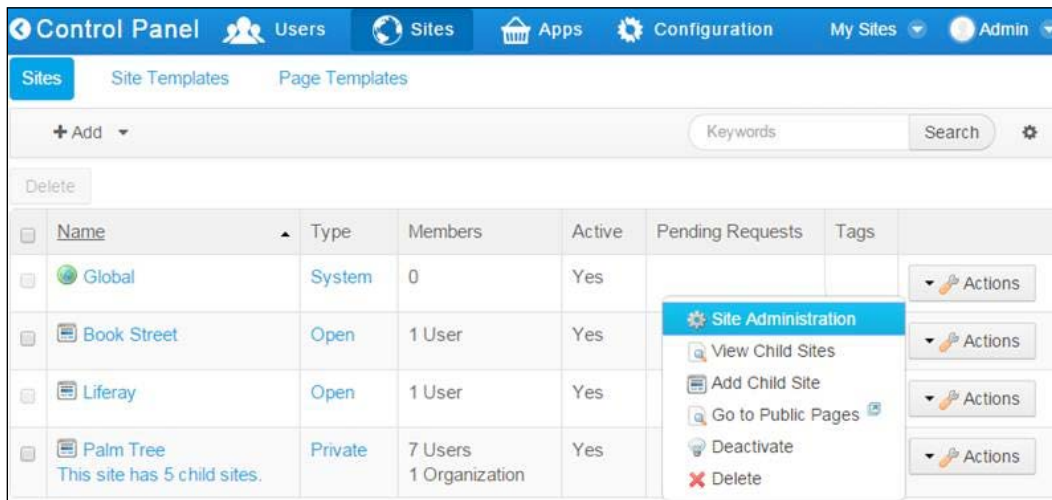 Control Panel Users Sites Apps Configuration My Sites Admin
Sites Site Templates Page Templates
+ Add Keywords Search
Delete
Name Type Members Active Pending Requests Tags
Global System 0 Yes Actions
Site Administration
Book Street Open 1 User Yes Actions
View Child Sites
Add Child Site
Liferay Open 1 User Yes Actions
Go to Public Pages
Palm Tree Private 7 Users Yes Deactivate Actions
This site has 5 child sites. 1 Organization
Delete